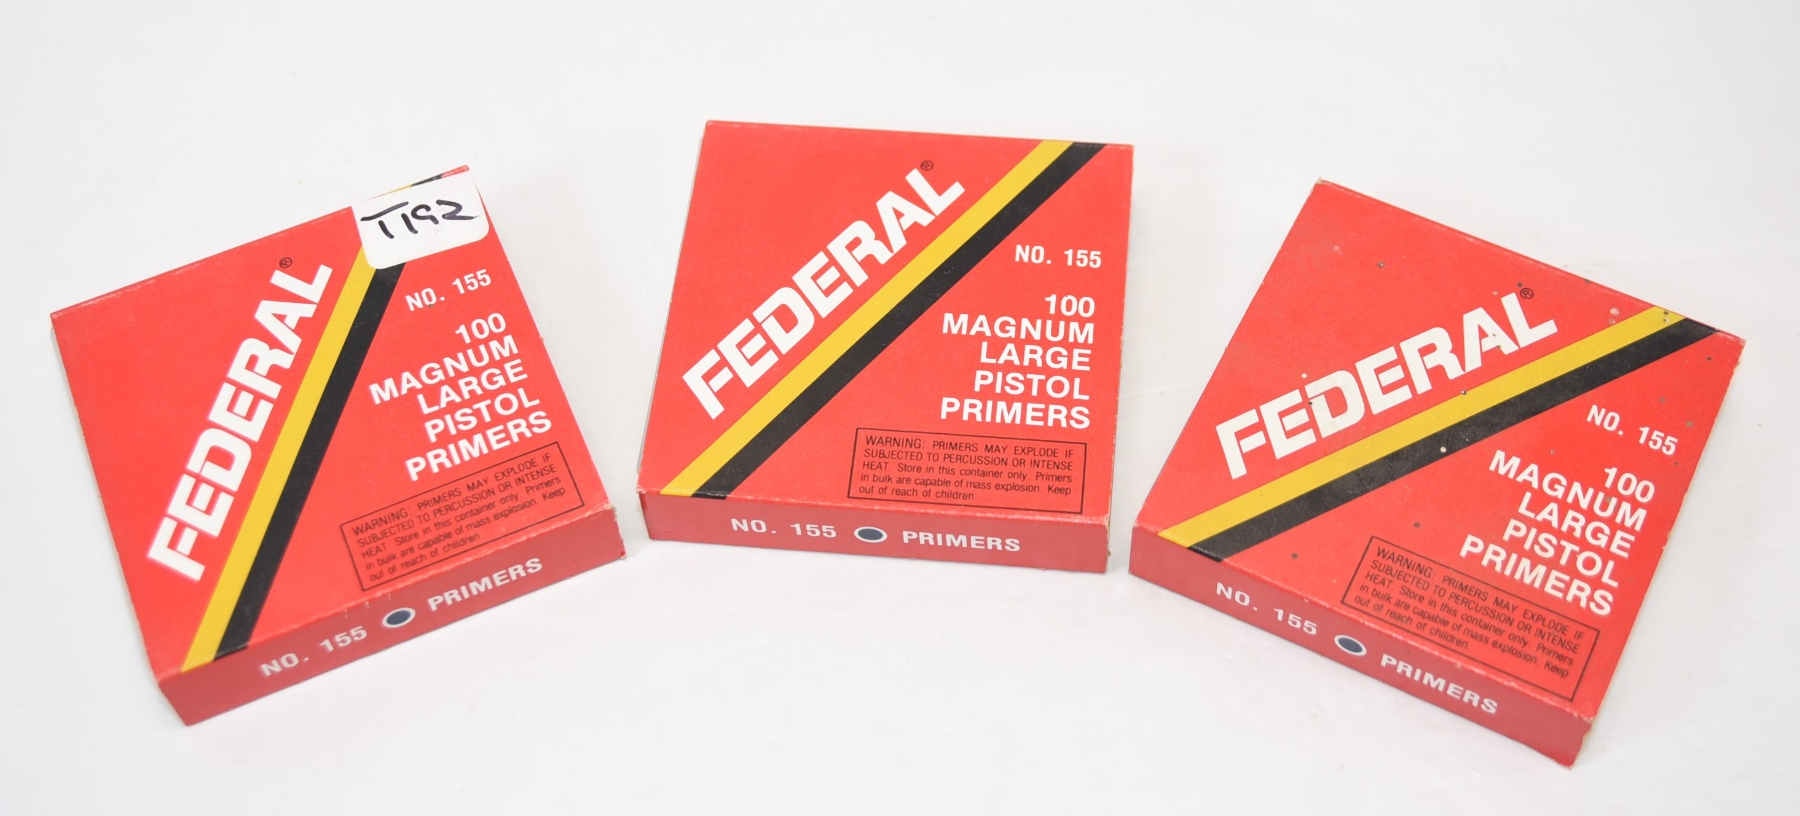 T192
FEDERAL®
NO. 155
100
MAGNUM
LARGE
PISTOL
PRIMERS
WARNING: PRIMERS MAY EXPLODE IF
SUBJECTED TO PERCUSSION OR INTENSE
HEAT. Store in this container only. Primers
in bulk are capable of mass explosion. Keep
out of reach of children.
NO. 155 PRIMERS
FEDERAL®
NO. 155
100
MAGNUM
LARGE
PISTOL
PRIMERS
WARNING: PRIMERS MAY EXPLODE IF
SUBJECTED TO PERCUSSION OR INTENSE
HEAT. Store in this container only. Primers
in bulk are capable of mass explosion. Keep
out of reach of children.
NO. 155 PRIMERS
FEDERAL®
NO. 155
100
MAGNUM
LARGE
PISTOL
PRIMERS
WARNING: PRIMERS MAY EXPLODE IF
SUBJECTED TO PERCUSSION OR INTENSE
HEAT. Store in this container only. Primers
in bulk are capable of mass explosion. Keep
out of reach of children.
NO. 155 PRIMERS